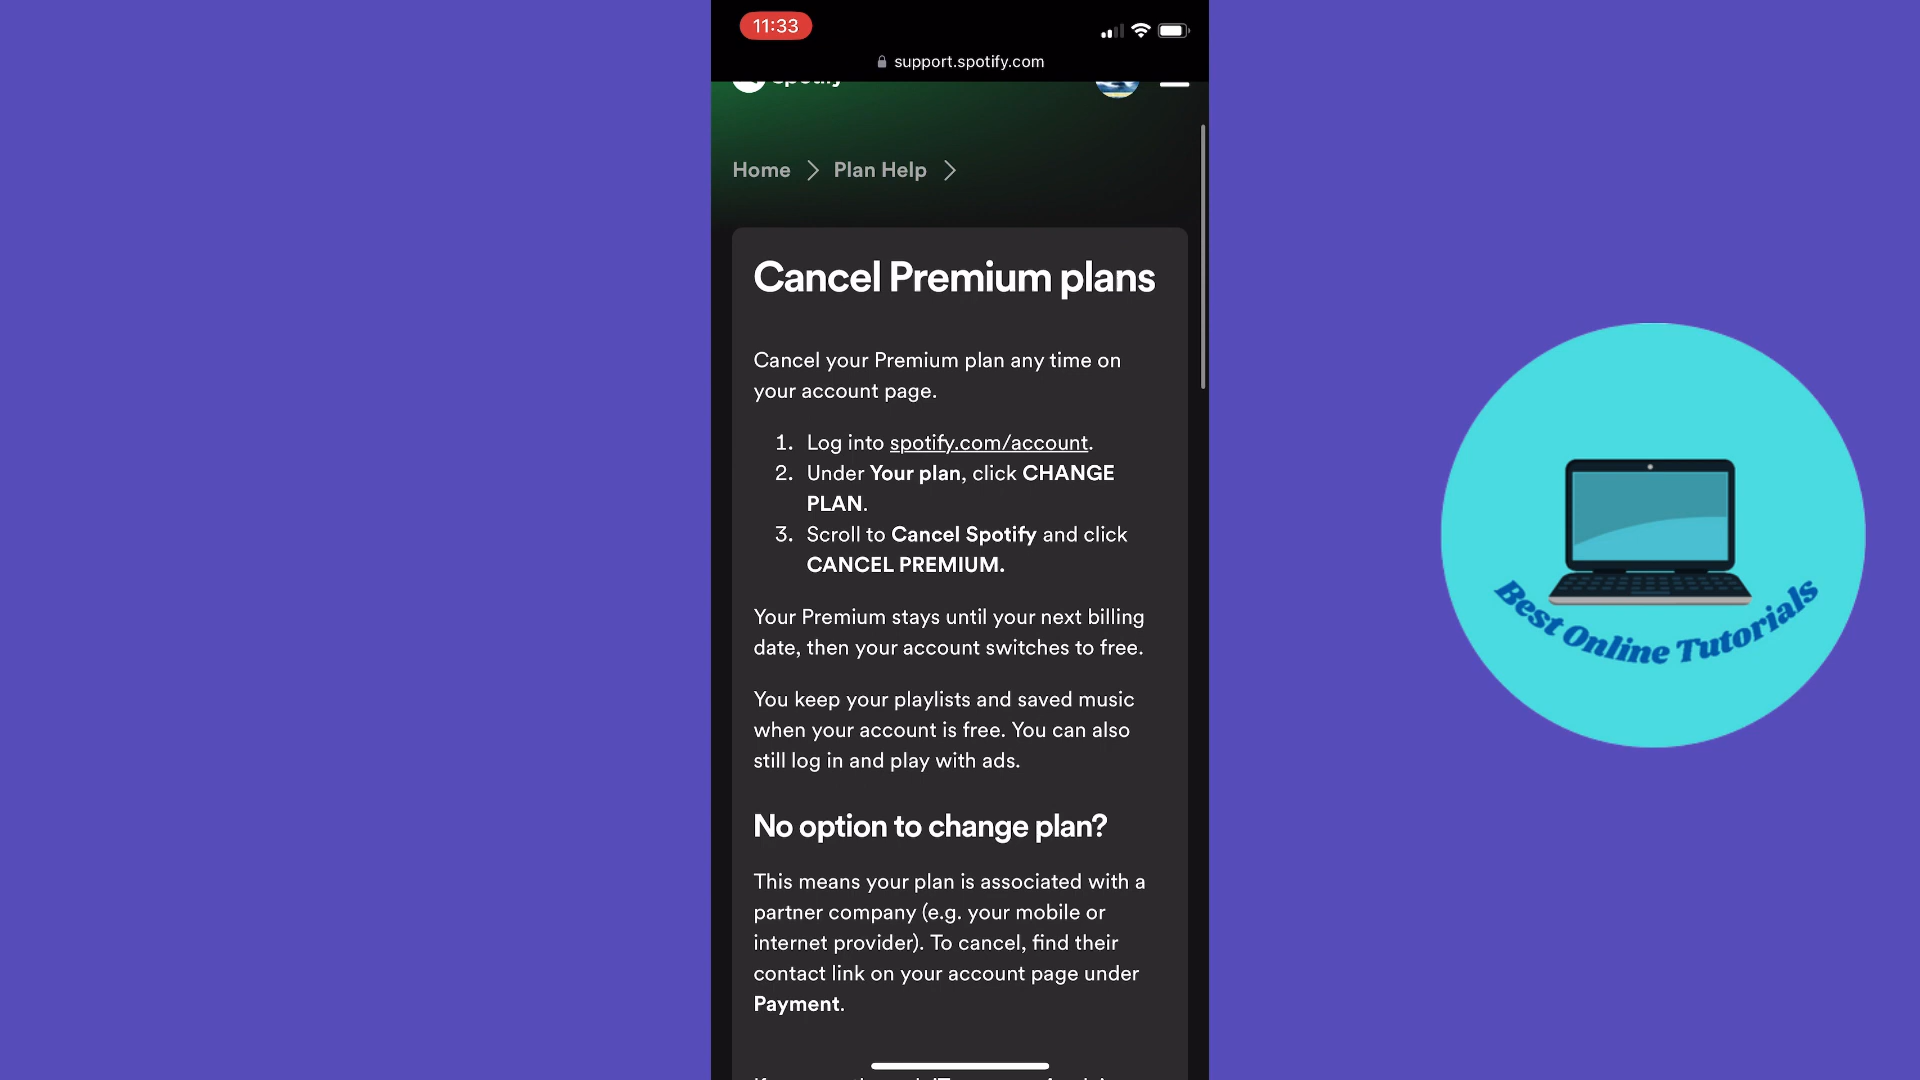 11:33
support.spotify.com
Spotify
Home > Plan Help >
Cancel Premium plans
Cancel your Premium plan any time on
your account page.
1. Log into spotify.com/account.
2. Under Your plan, click CHANGE
PLAN.
3. Scroll to Cancel Spotify and click
CANCEL PREMIUM.
Your Premium stays until your next billing
date, then your account switches to free.
You keep your playlists and saved music
when your account is free. You can also
still log in and play with ads.
No option to change plan?
This means your plan is associated with a
partner company (e.g. your mobile or
internet provider). To cancel, find their
contact link on your account page under
Payment.
Best Online Tutorials